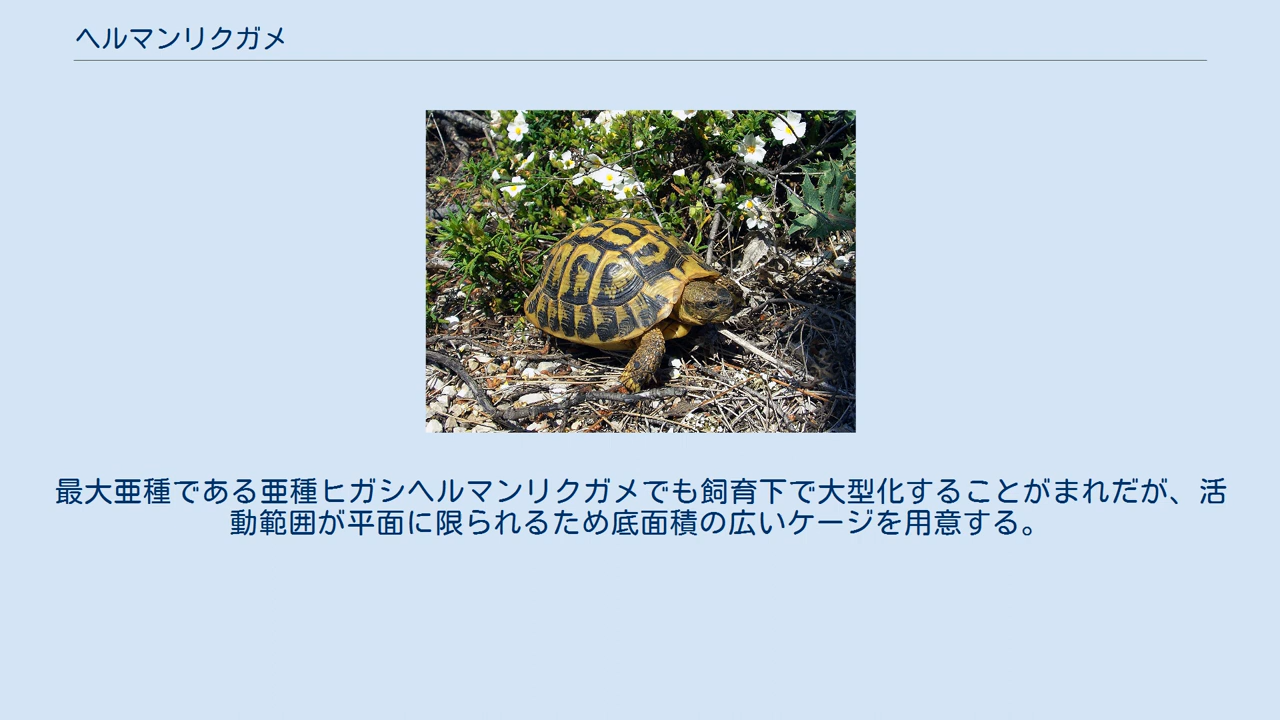 ヘルマンリクガメ
最大亜種である亜種ヒガシヘルマンリクガメでも飼育下で大型化することがまれだが、活
動範囲が平面に限られるため底面積の広いケージを用意する。